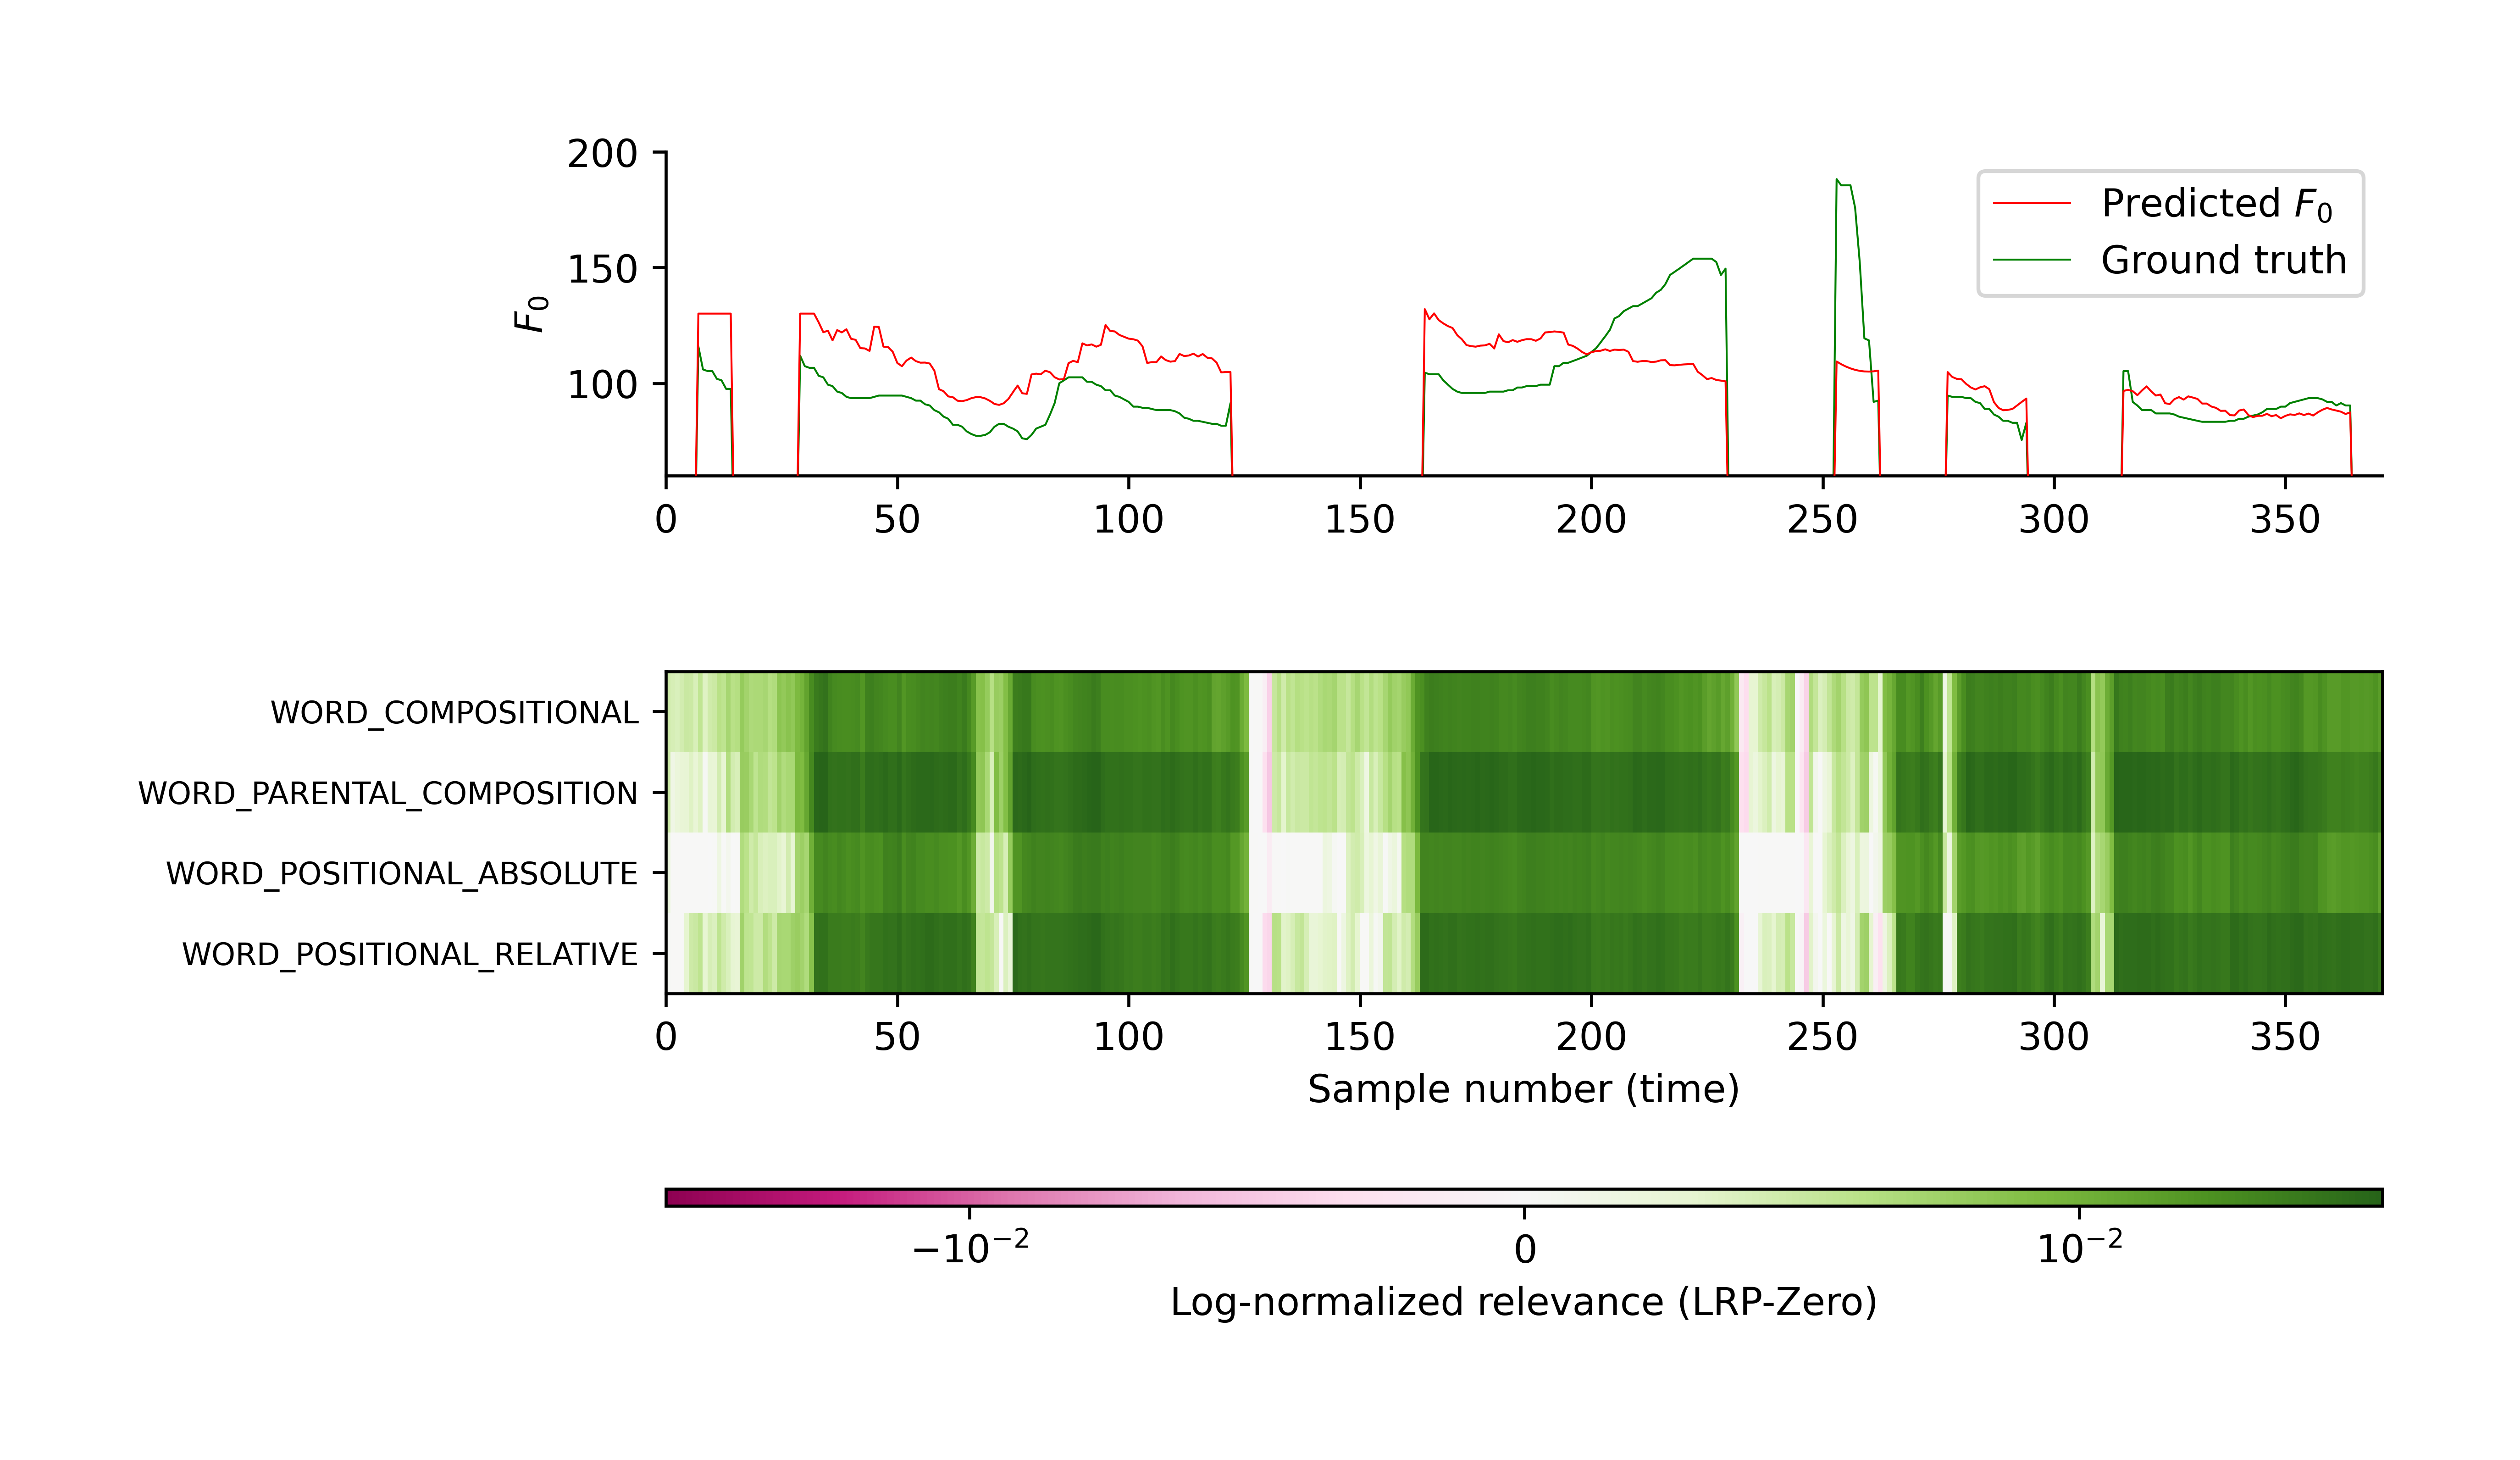 200
150
100
F0
Predicted F0
Ground truth
0 50 100 150 200 250 300 350
WORD_COMPOSITIONAL
WORD_PARENTAL_COMPOSITION
WORD_POSITIONAL_ABSOLUTE
WORD_POSITIONAL_RELATIVE
0 50 100 150 200 250 300 350
Sample number (time)
−10⁻² 0 10⁻²
Log-normalized relevance (LRP-Zero)